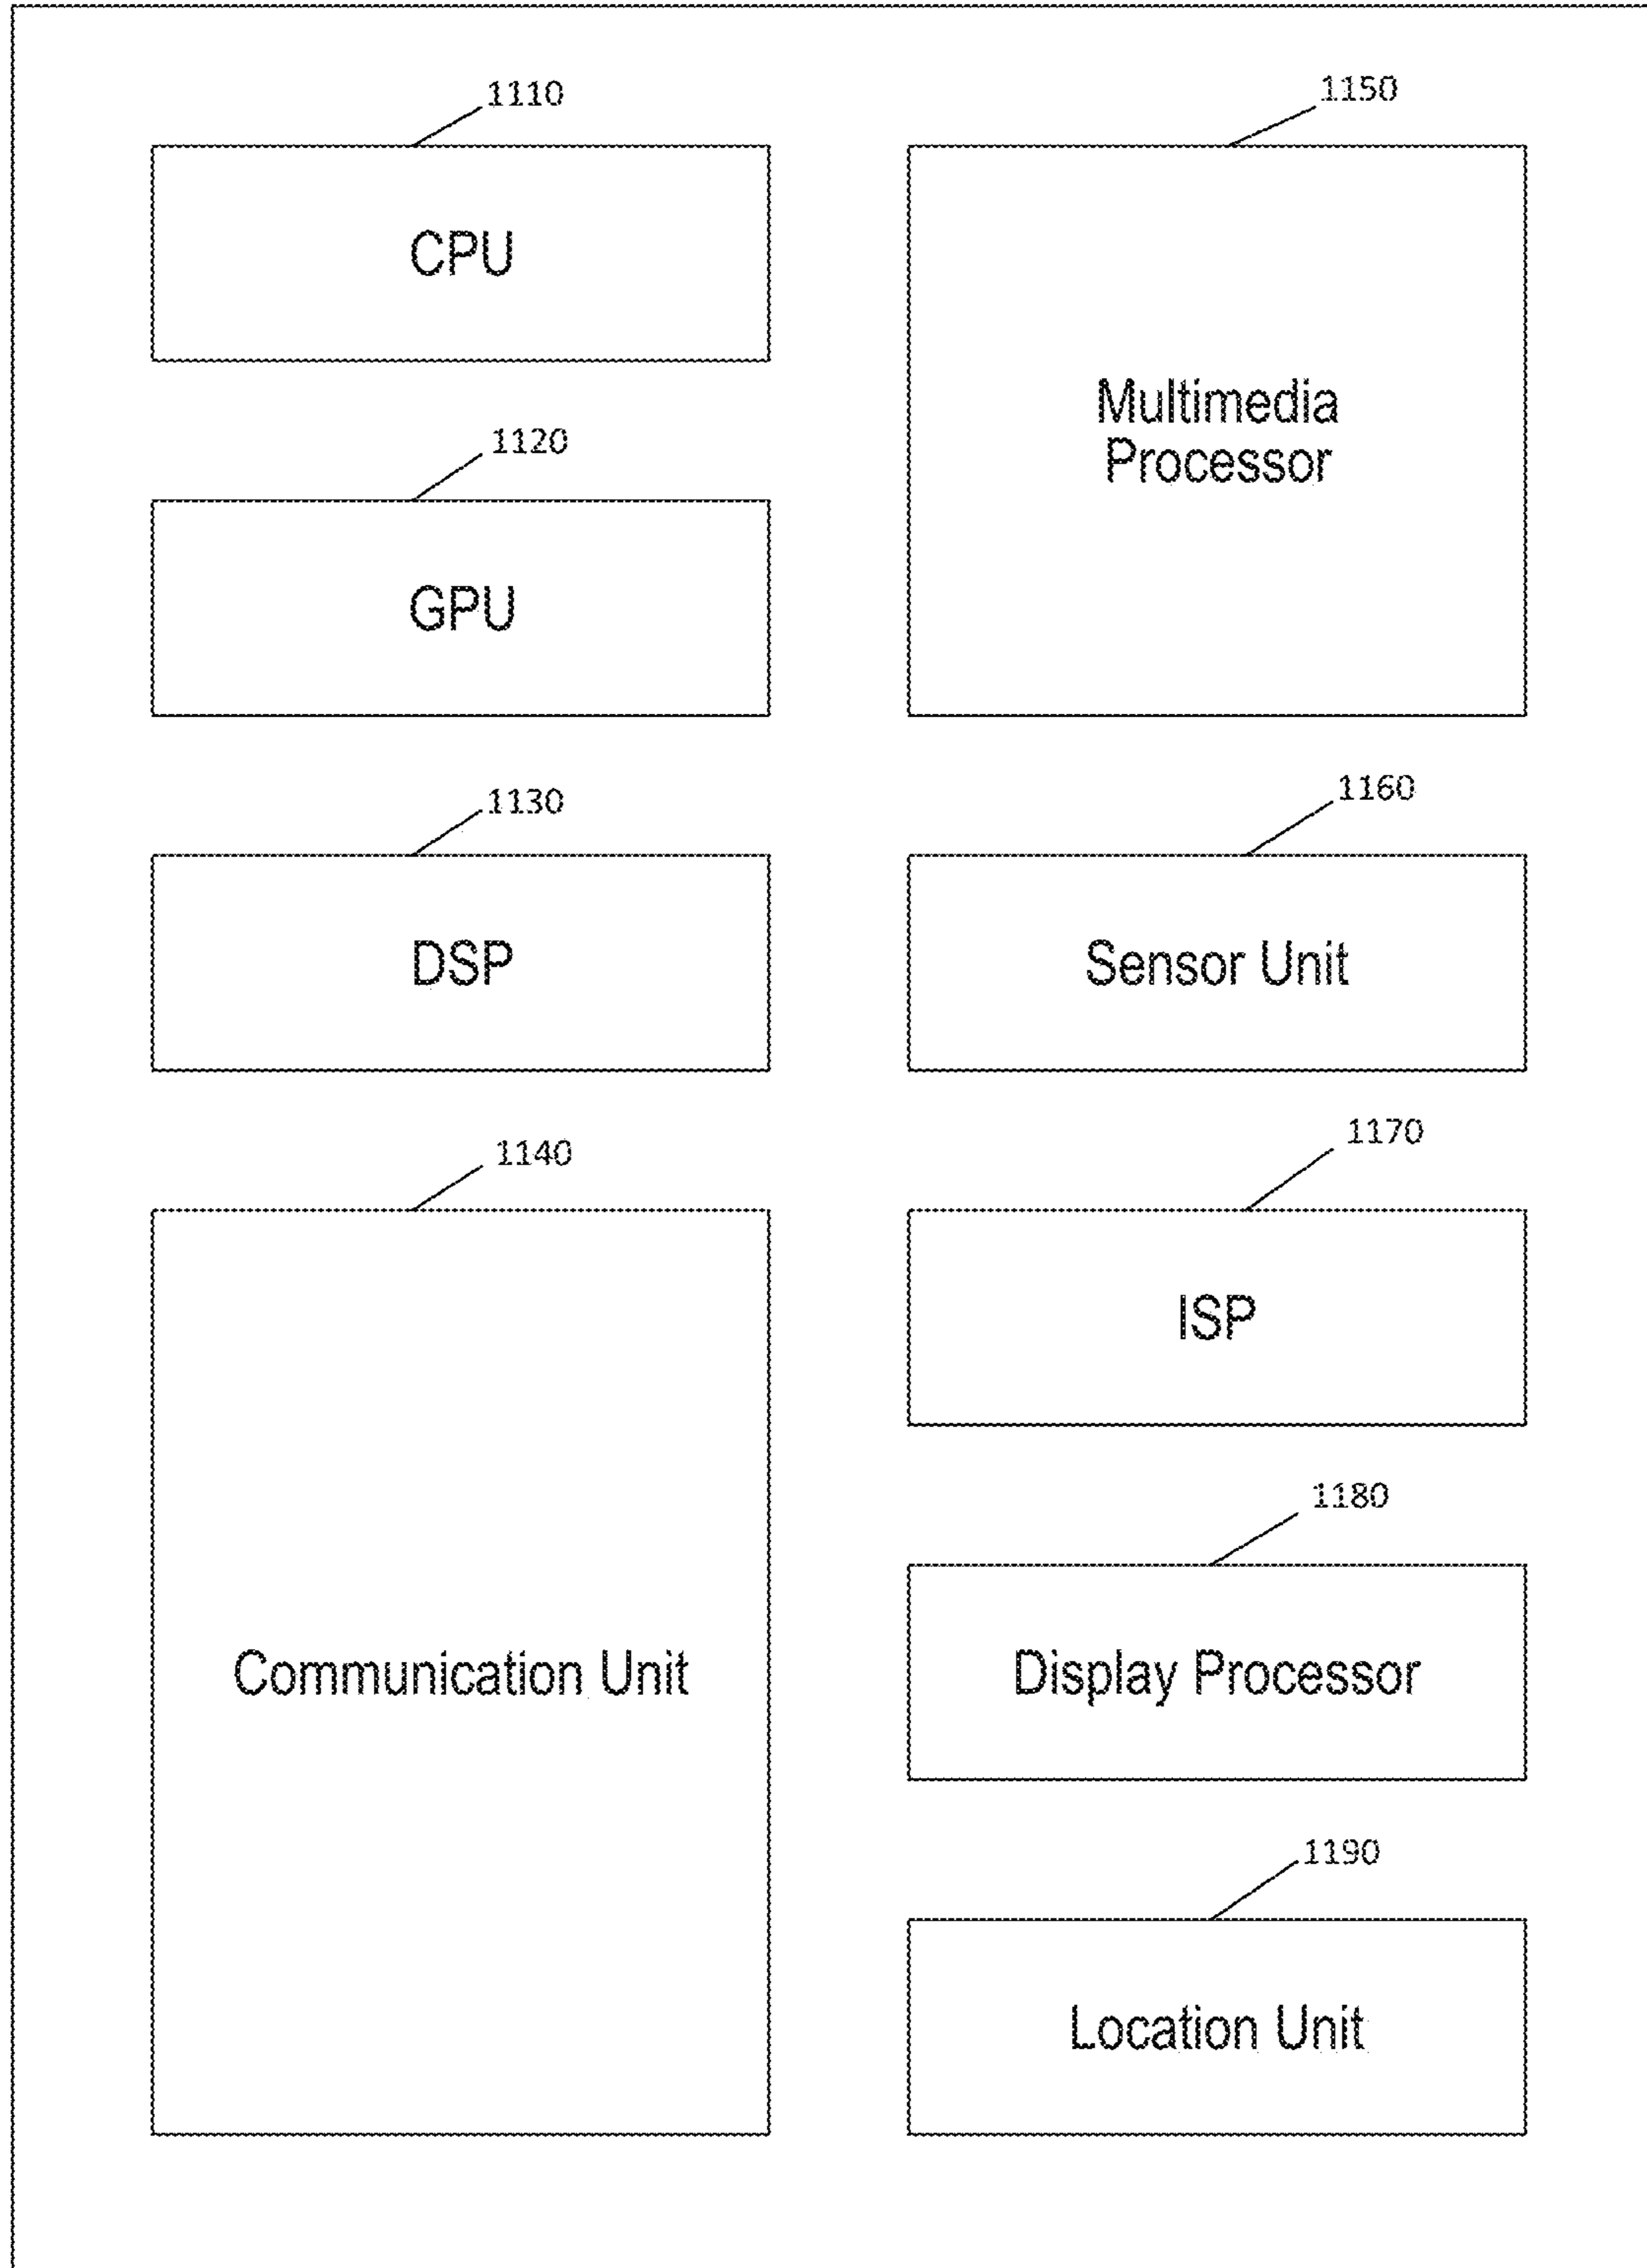 1110
CPU
1120
GPU
1130
DSP
1140
Communication Unit
1150
Multimedia
Processor
1160
Sensor Unit
1170
ISP
1180
Display Processor
1190
Location Unit